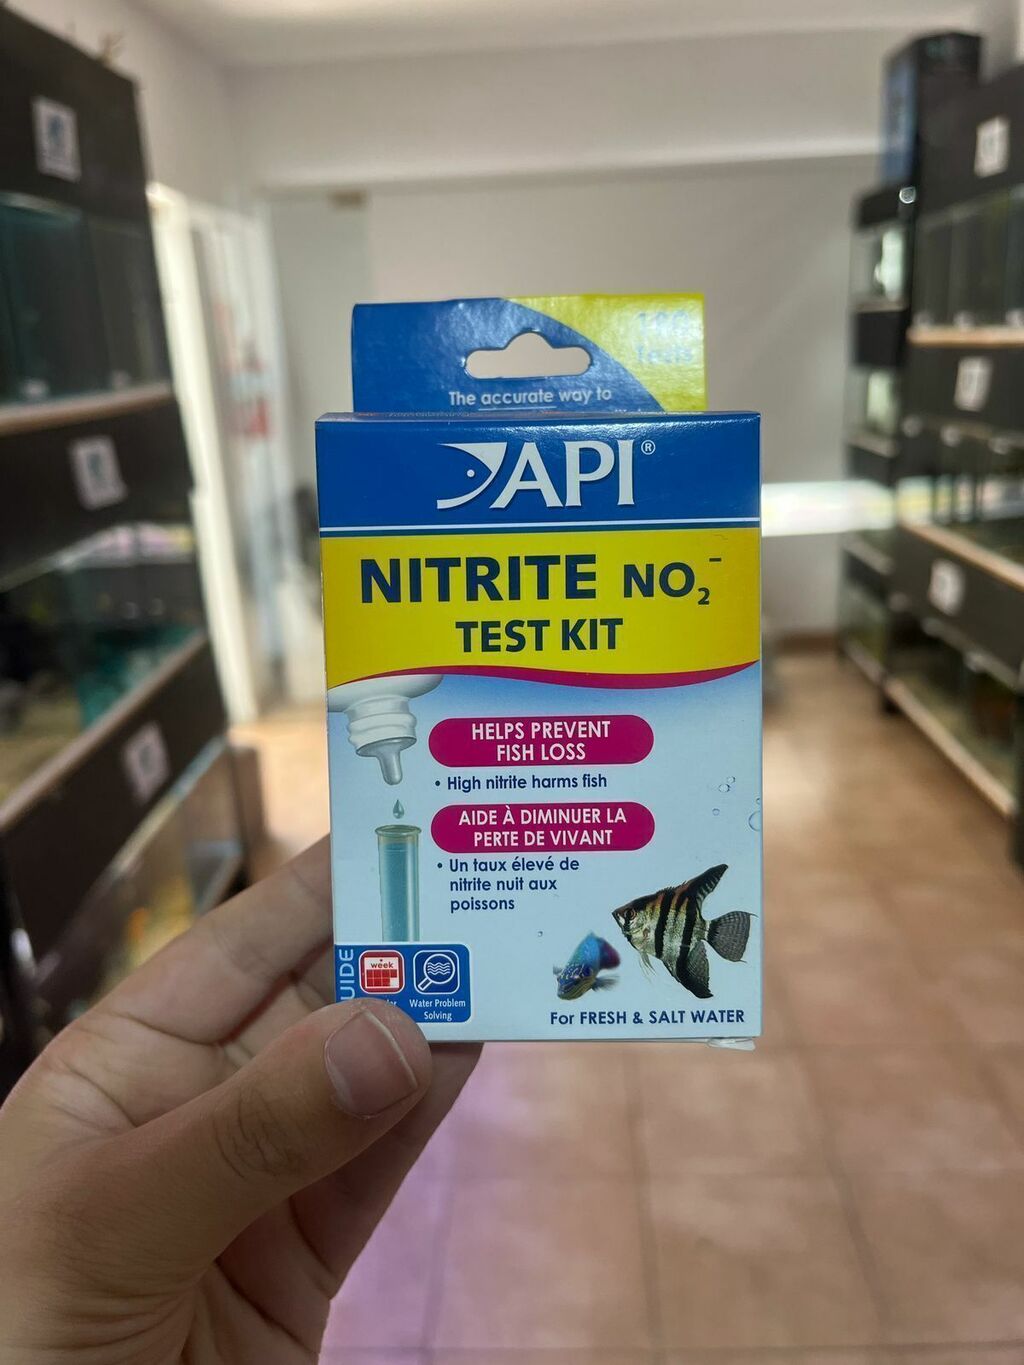 Tests
The accurate way to
API®
NITRITE NO₂⁻
TEST KIT
HELPS PREVENT
FISH LOSS
• High nitrite harms fish
AIDE À DIMINUER LA
PERTE DE VIVANT
• Un taux élevé de
nitrite nuit aux
poissons
week
Water Problem
Solving
For FRESH & SALT WATER